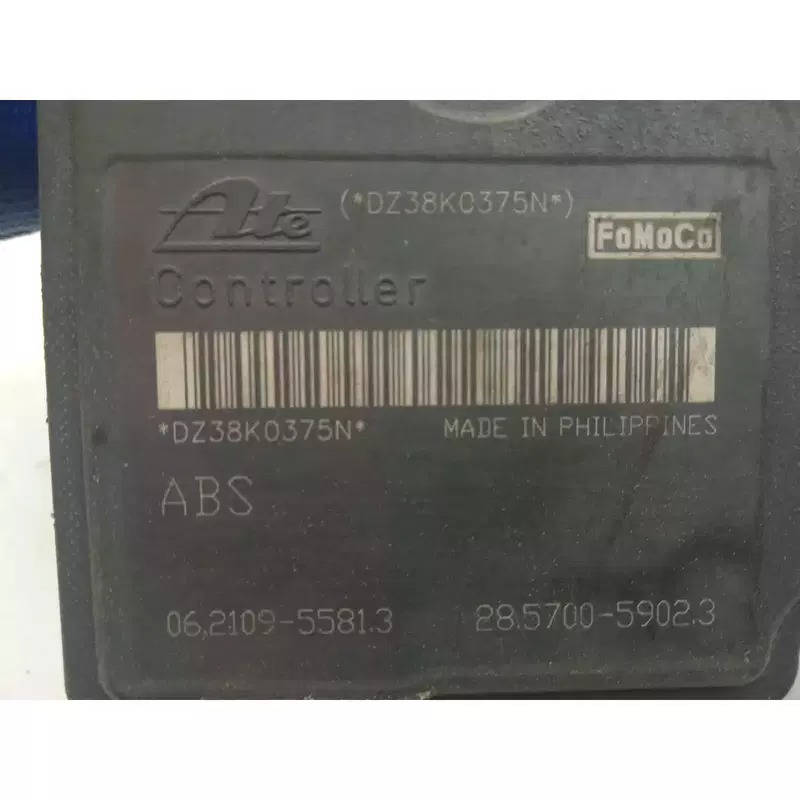 Ate (*DZ38K0375N*) FoMoCo
Controller
*DZ38K0375N* MADE IN PHILIPPINES
ABS
06.2109-5581.3 28.5700-5902.3